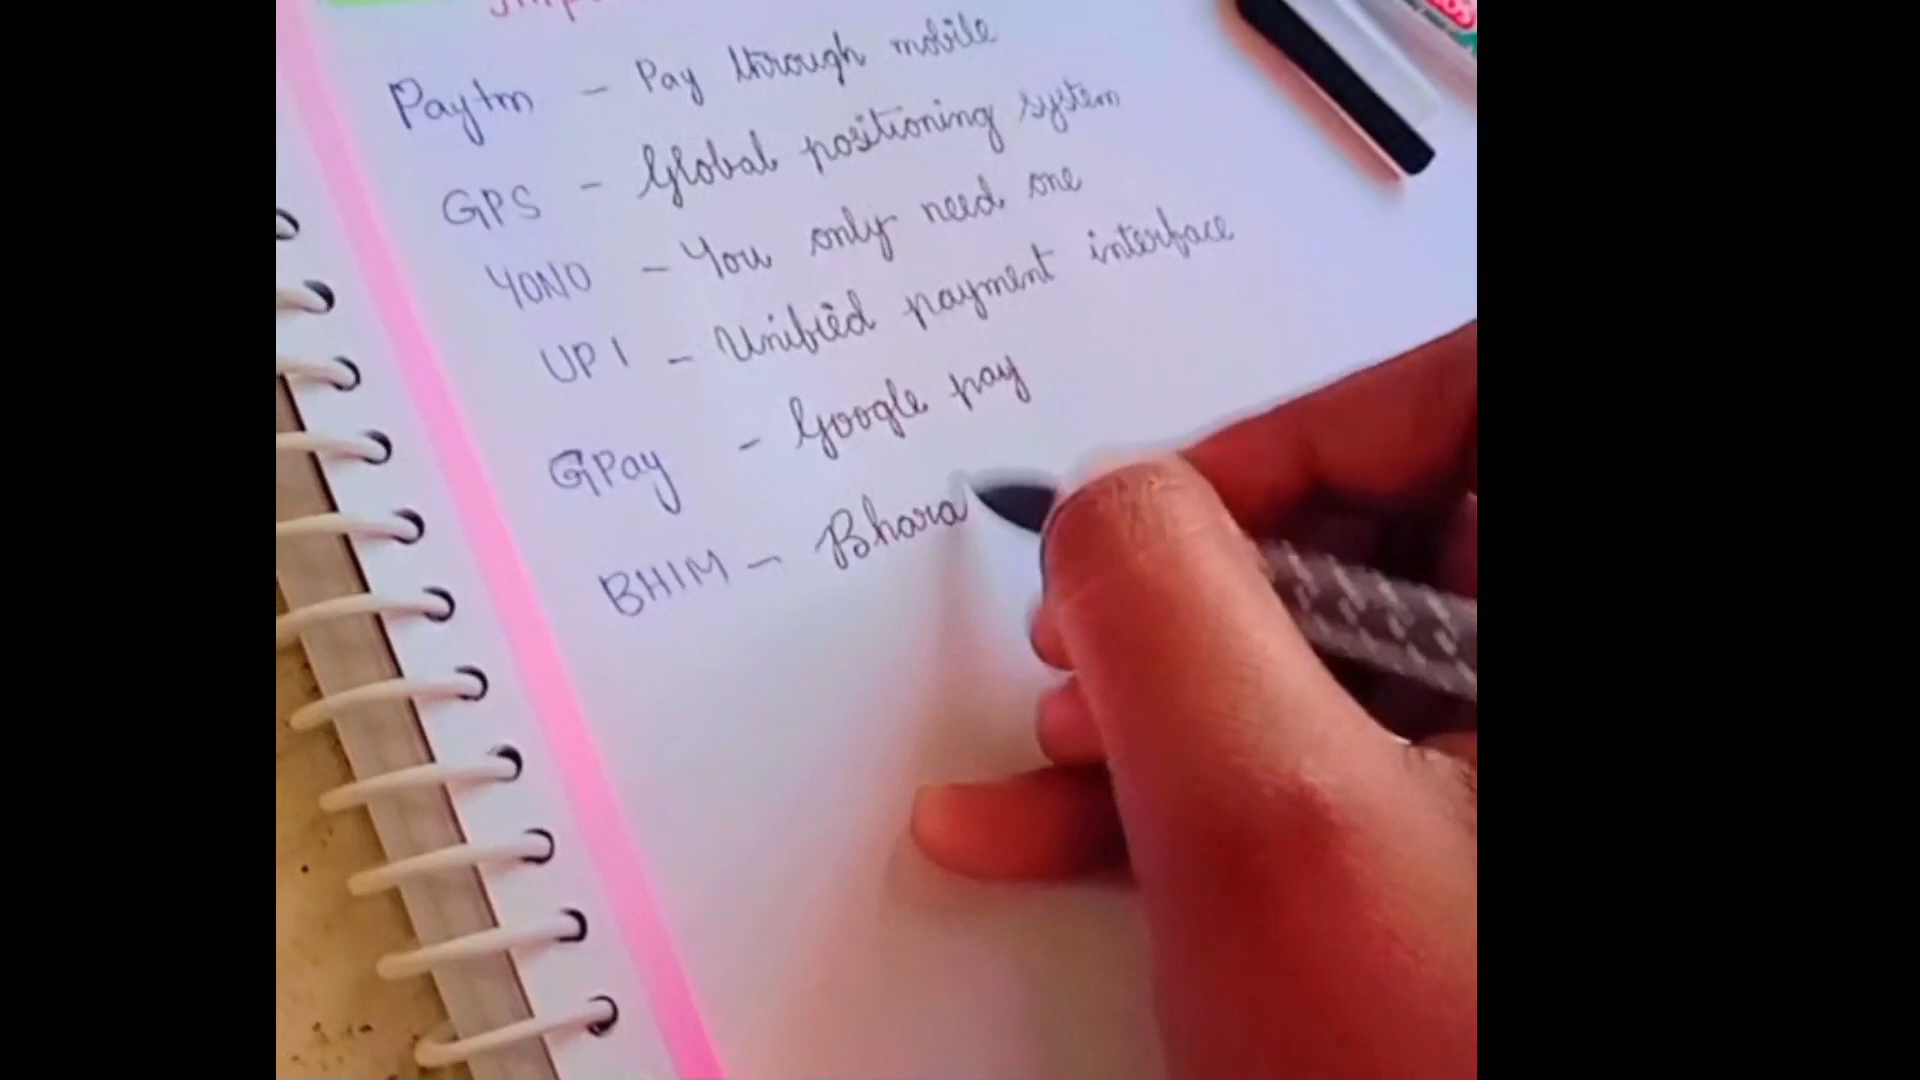 Paytm - Pay through mobile
GPS - Global positioning system
YONO - You only need one
UPI - Unified payment interface
GPay - Google pay
BHIM - Bhara